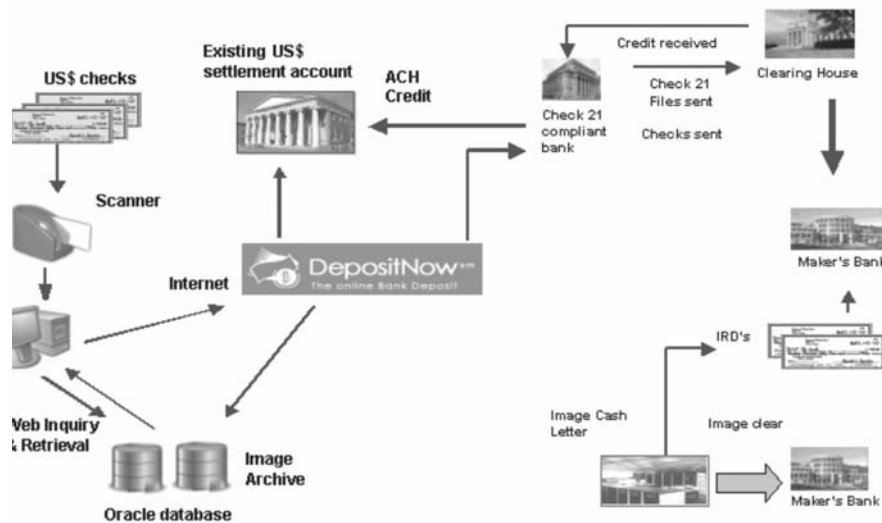 US$ checks
Existing US$
settlement account
ACH
Credit
Credit received
Check 21
Files sent
Checks sent
Check 21
compliant
bank
Clearing House
Scanner
Internet
DepositNow℠
The online Bank Deposit
Maker's Bank
IRD's
Image Cash
Letter
Image clear
Maker's Bank
Web Inquiry
& Retrieval
Image
Archive
Oracle database